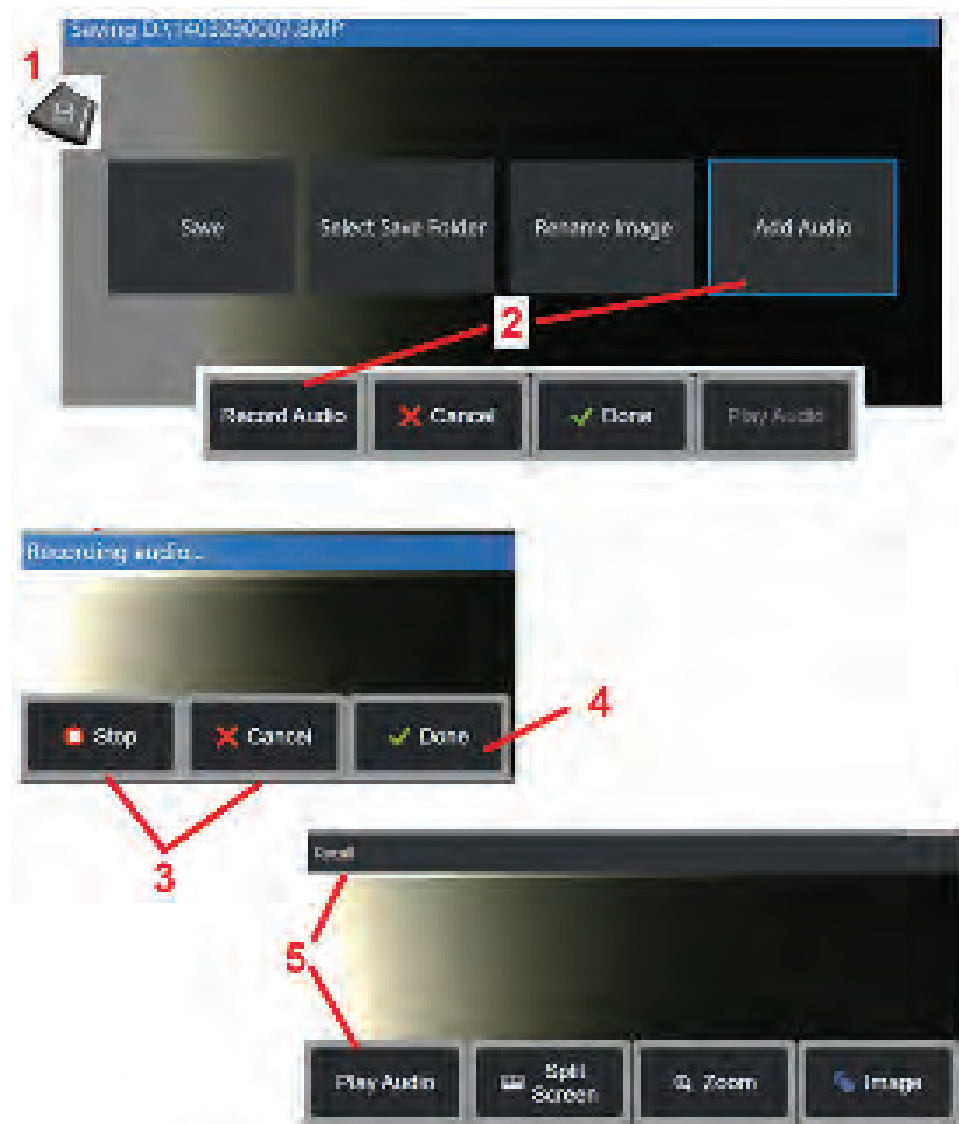 Saving D:\1403290007.BMP
1
Save
Select Save Folder
Rename Image
Add Audio
2
Record Audio
Cancel
Done
Play Audio
Recording audio...
Stop
Cancel
Done
4
3
Recall
5
Play Audio
Split
Screen
Zoom
Image